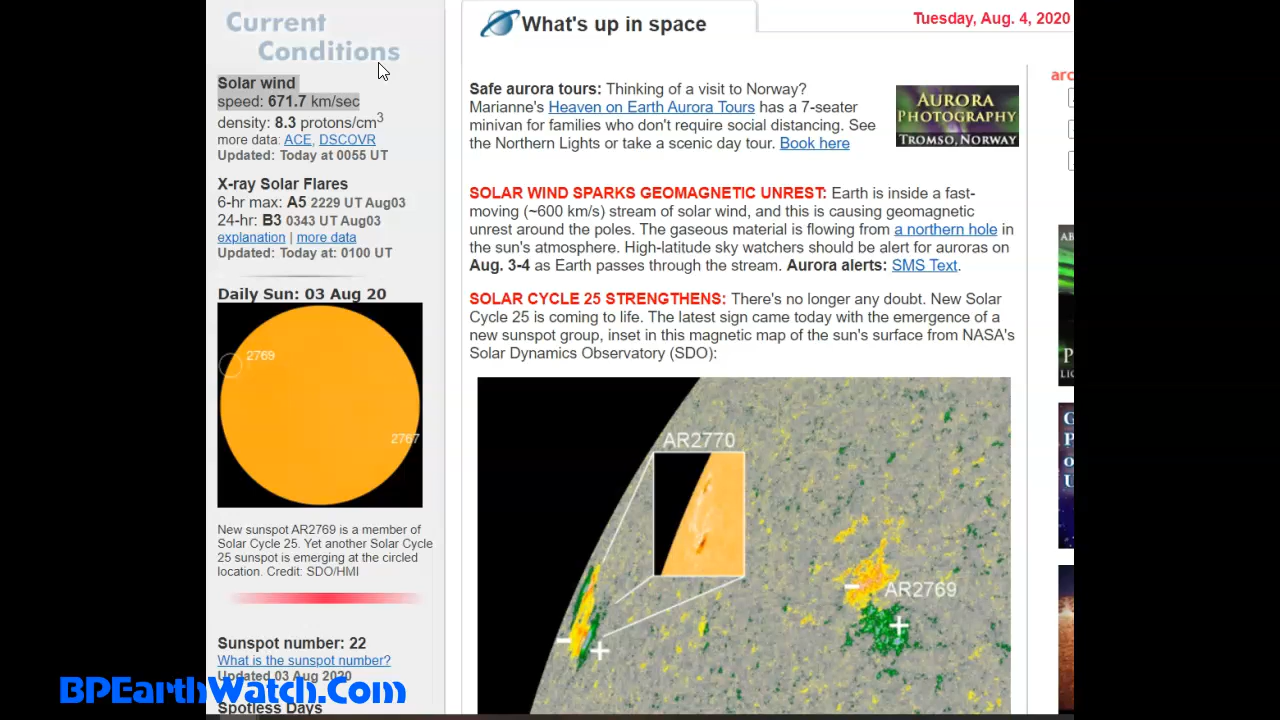 Current
Conditions
Solar wind
speed: 671.7 km/sec
density: 8.3 protons/cm3
more data: ACE, DSCOVR
Updated: Today at 0055 UT
X-ray Solar Flares
6-hr max: A5 2229 UT Aug03
24-hr: B3 0343 UT Aug03
explanation | more data
Updated: Today at: 0100 UT
Daily Sun: 03 Aug 20
2769
2767
New sunspot AR2769 is a member of
Solar Cycle 25. Yet another Solar Cycle
25 sunspot is emerging at the circled
location. Credit: SDO/HMI
Sunspot number: 22
What is the sunspot number?
Updated 03 Aug 2020
Spotless Days
BPEarthWatch.Com
What's up in space
Tuesday, Aug. 4, 2020
Safe aurora tours: Thinking of a visit to Norway?
Marianne's Heaven on Earth Aurora Tours has a 7-seater
minivan for families who don't require social distancing. See
the Northern Lights or take a scenic day tour. Book here
AURORA
PHOTOGRAPHY
TROMSO, NORWAY
SOLAR WIND SPARKS GEOMAGNETIC UNREST: Earth is inside a fast-
moving (~600 km/s) stream of solar wind, and this is causing geomagnetic
unrest around the poles. The gaseous material is flowing from a northern hole in
the sun's atmosphere. High-latitude sky watchers should be alert for auroras on
Aug. 3-4 as Earth passes through the stream. Aurora alerts: SMS Text.
SOLAR CYCLE 25 STRENGTHENS: There's no longer any doubt. New Solar
Cycle 25 is coming to life. The latest sign came today with the emergence of a
new sunspot group, inset in this magnetic map of the sun's surface from NASA's
Solar Dynamics Observatory (SDO):
AR2770
AR2769
- +
- +
arc